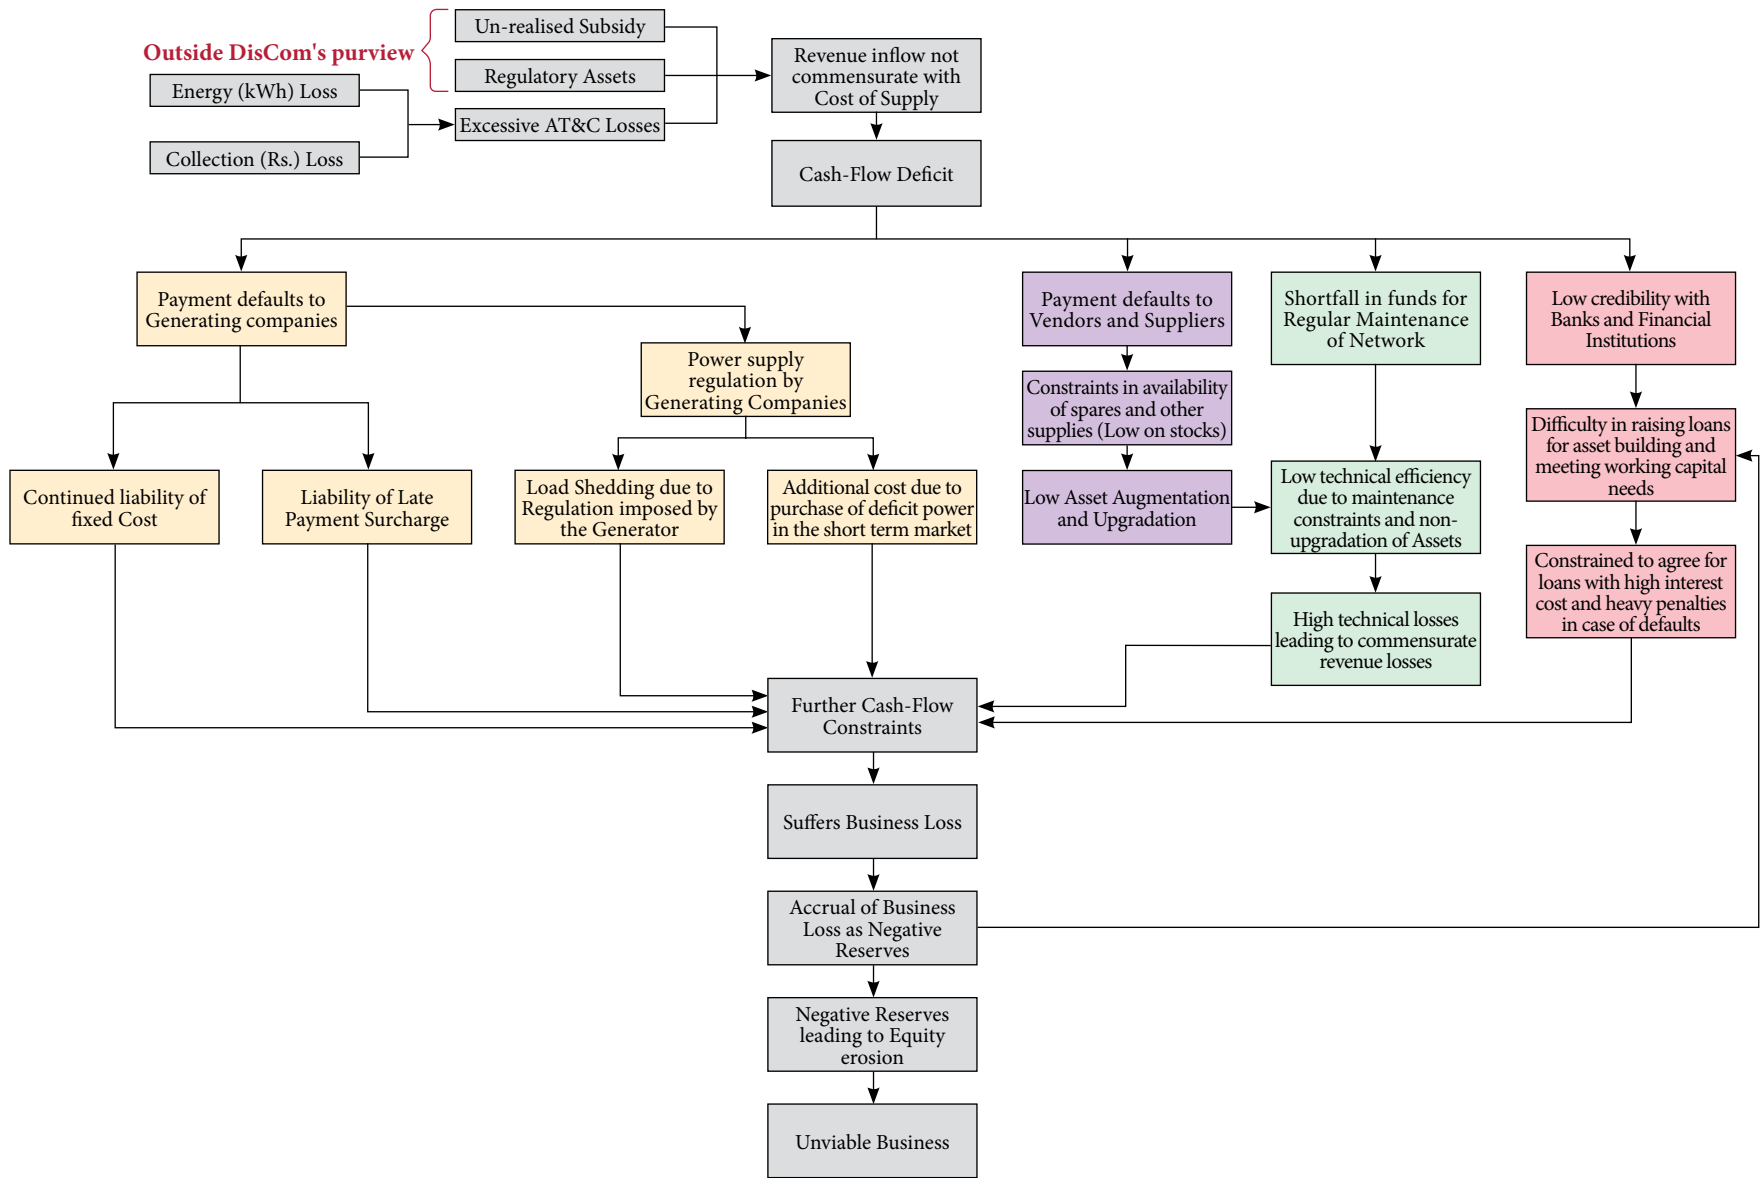 Un-realised Subsidy
Outside DisCom's purview
Regulatory Assets
Energy (kWh) Loss
Excessive AT&C Losses
Collection (Rs.) Loss
Revenue inflow not
commensurate with
Cost of Supply
Cash-Flow Deficit
Payment defaults to
Generating companies
Power supply
regulation by
Generating Companies
Continued liability of
fixed Cost
Liability of Late
Payment Surcharge
Load Shedding due to
Regulation imposed by
the Generator
Additional cost due to
purchase of deficit power
in the short term market
Payment defaults to
Vendors and Suppliers
Constraints in availability
of spares and other
supplies (Low on stocks)
Low Asset Augmentation
and Upgradation
Shortfall in funds for
Regular Maintenance
of Network
Low technical efficiency
due to maintenance
constraints and non-
upgradation of Assets
High technical losses
leading to commensurate
revenue losses
Low credibility with
Banks and Financial
Institutions
Difficulty in raising loans
for asset building and
meeting working capital
needs
Constrained to agree for
loans with high interest
cost and heavy penalties
in case of defaults
Further Cash-Flow
Constraints
Suffers Business Loss
Accrual of Business
Loss as Negative
Reserves
Negative Reserves
leading to Equity
erosion
Unviable Business